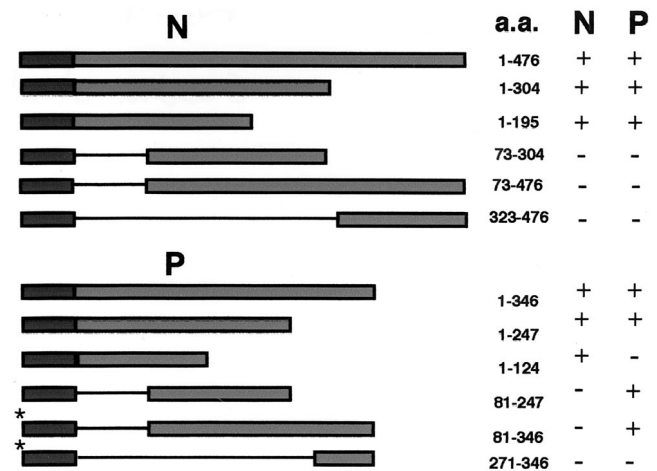 N a.a. N P
1-476 + +
1-304 + +
1-195 + +
73-304 - -
73-476 - -
323-476 - -
P
1-346 + +
1-247 + +
1-124 + -
81-247 - +
* 81-346 - +
* 271-346 - -